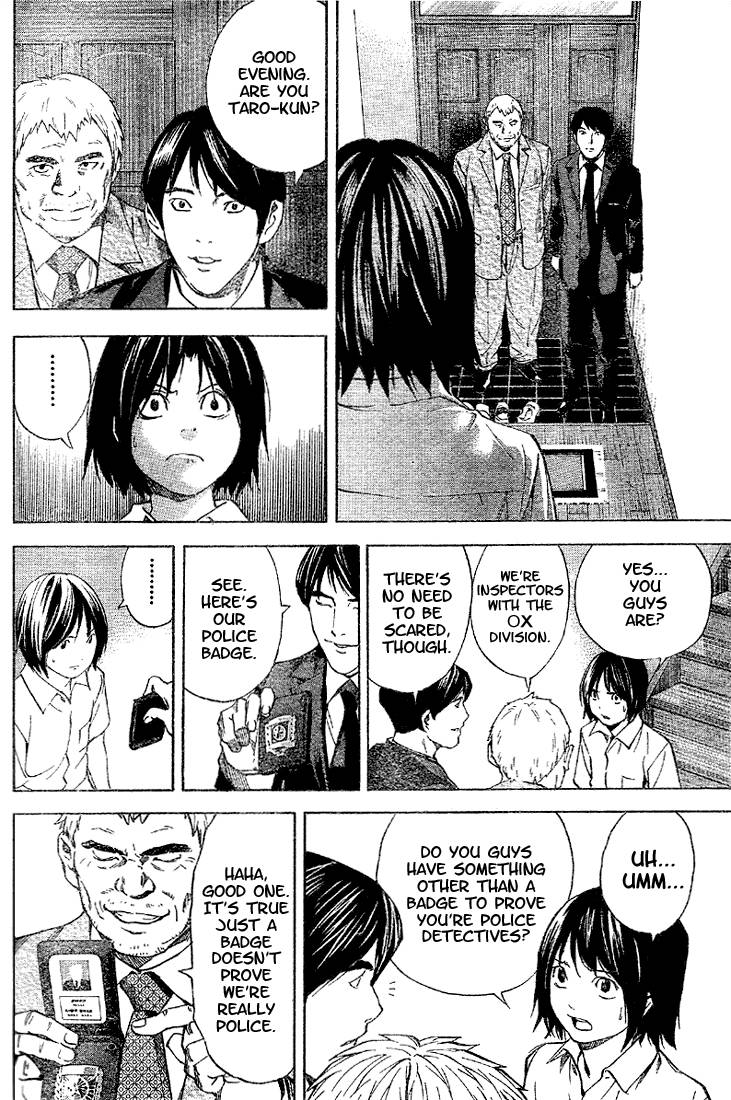 GOOD
EVENING.
ARE YOU
TARO-KUN?
.........
YES...
YOU
GUYS
ARE?
WE'RE
INSPECTORS
WITH THE
OX
DIVISION.
THERE'S
NO NEED
TO BE
SCARED,
THOUGH.
SEE.
HERE'S
OUR
POLICE
BADGE.
.........
UH...
UMM...
DO YOU GUYS
HAVE SOMETHING
OTHER THAN A
BADGE TO PROVE
YOU'RE POLICE
DETECTIVES?
HAHA,
GOOD ONE.
IT'S TRUE
JUST A
BADGE
DOESN'T
PROVE
WE'RE
REALLY
POLICE.